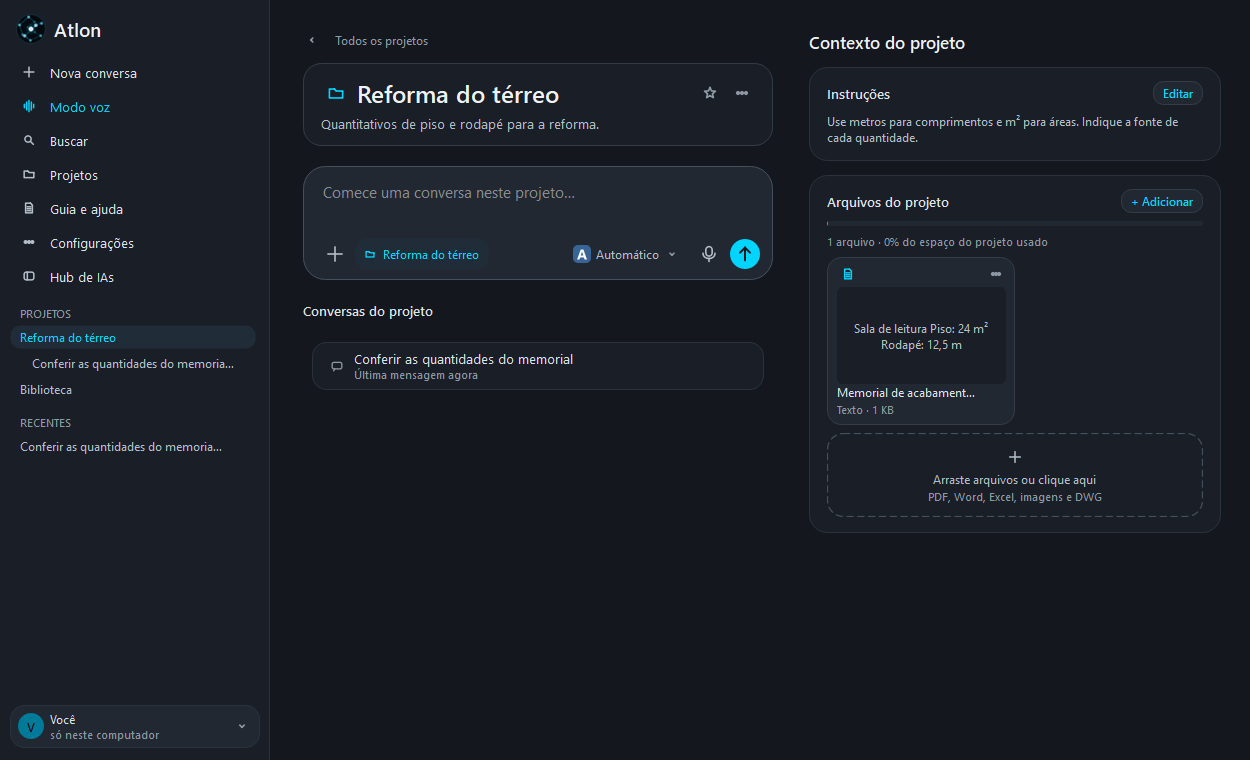 Atlon
Nova conversa
Modo voz
Buscar
Projetos
Guia e ajuda
Configurações
Hub de IAs
PROJETOS
Reforma do térreo
Conferir as quantidades do memoria...
Biblioteca
RECENTES
Conferir as quantidades do memoria...
V
Você
só neste computador
Todos os projetos
Reforma do térreo
Quantitativos de piso e rodapé para a reforma.
Comece uma conversa neste projeto...
Reforma do térreo
A Automático
Conversas do projeto
Conferir as quantidades do memorial
Última mensagem agora
Contexto do projeto
Instruções
Editar
Use metros para comprimentos e m² para áreas. Indique a fonte de
cada quantidade.
Arquivos do projeto
+ Adicionar
1 arquivo · 0% do espaço do projeto usado
Sala de leitura Piso: 24 m²
Rodapé: 12,5 m
Memorial de acabament...
Texto · 1 KB
Arraste arquivos ou clique aqui
PDF, Word, Excel, imagens e DWG